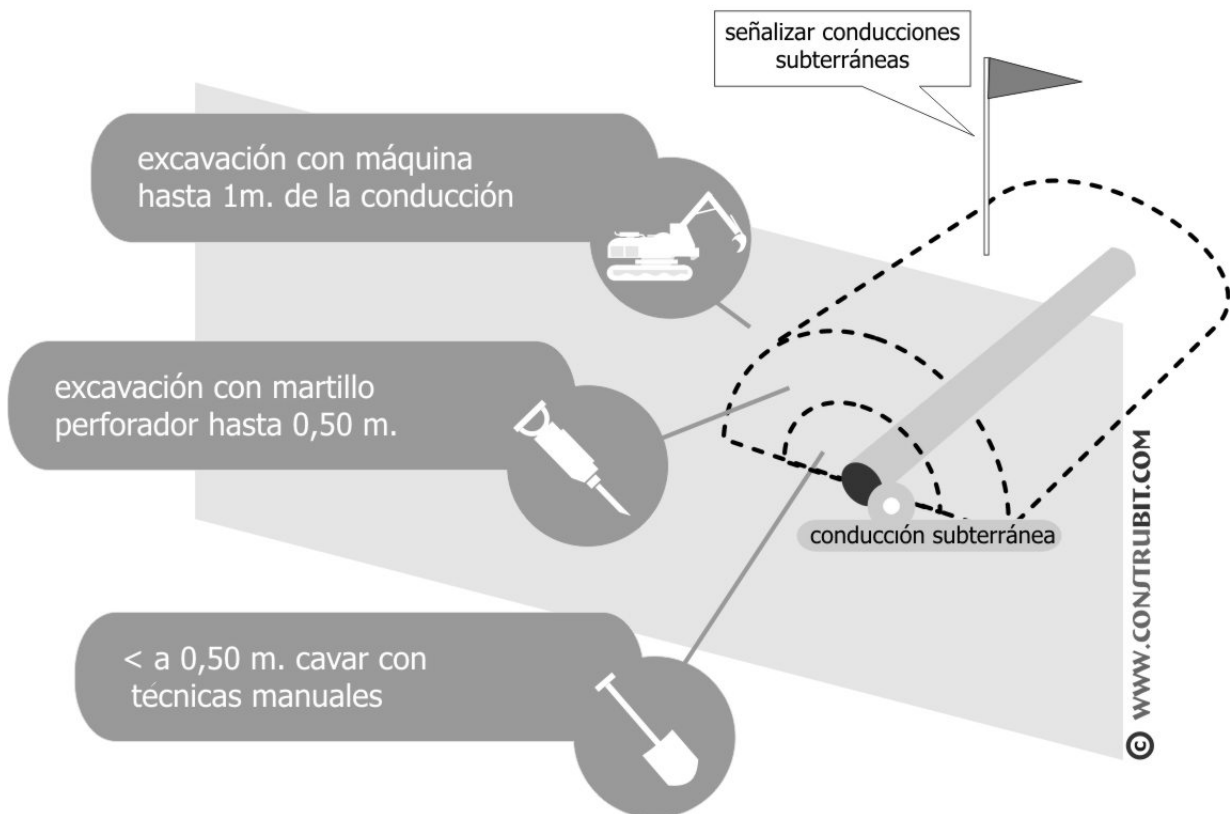 señalizar conducciones
subterráneas
excavación con máquina
hasta 1m. de la conducción
excavación con martillo
perforador hasta 0,50 m.
conducción subterránea
< a 0,50 m. cavar con
técnicas manuales
© WWW.CONSTRUBIT.COM